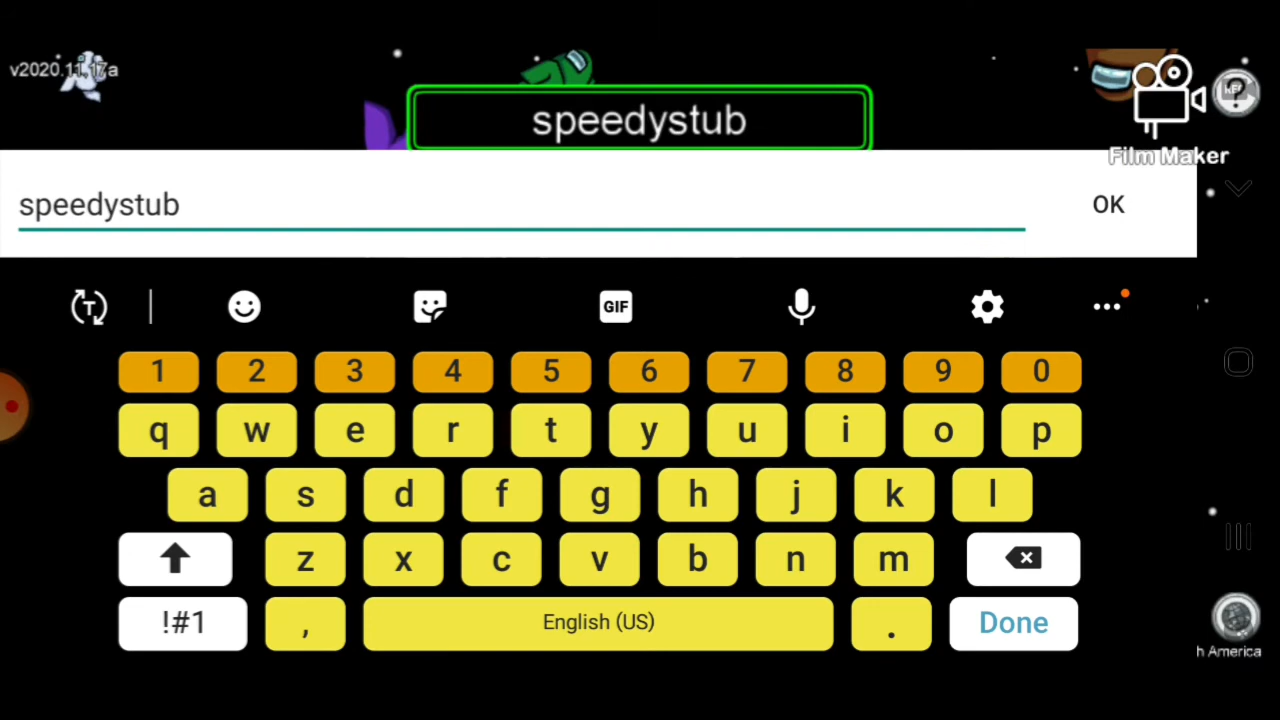 v2020.11.17a
speedystub
Film Maker
speedystub
OK
GIF
1 2 3 4 5 6 7 8 9 0
q w e r t y u i o p
a s d f g h j k l
z x c v b n m
!#1 , English (US) . Done
h America